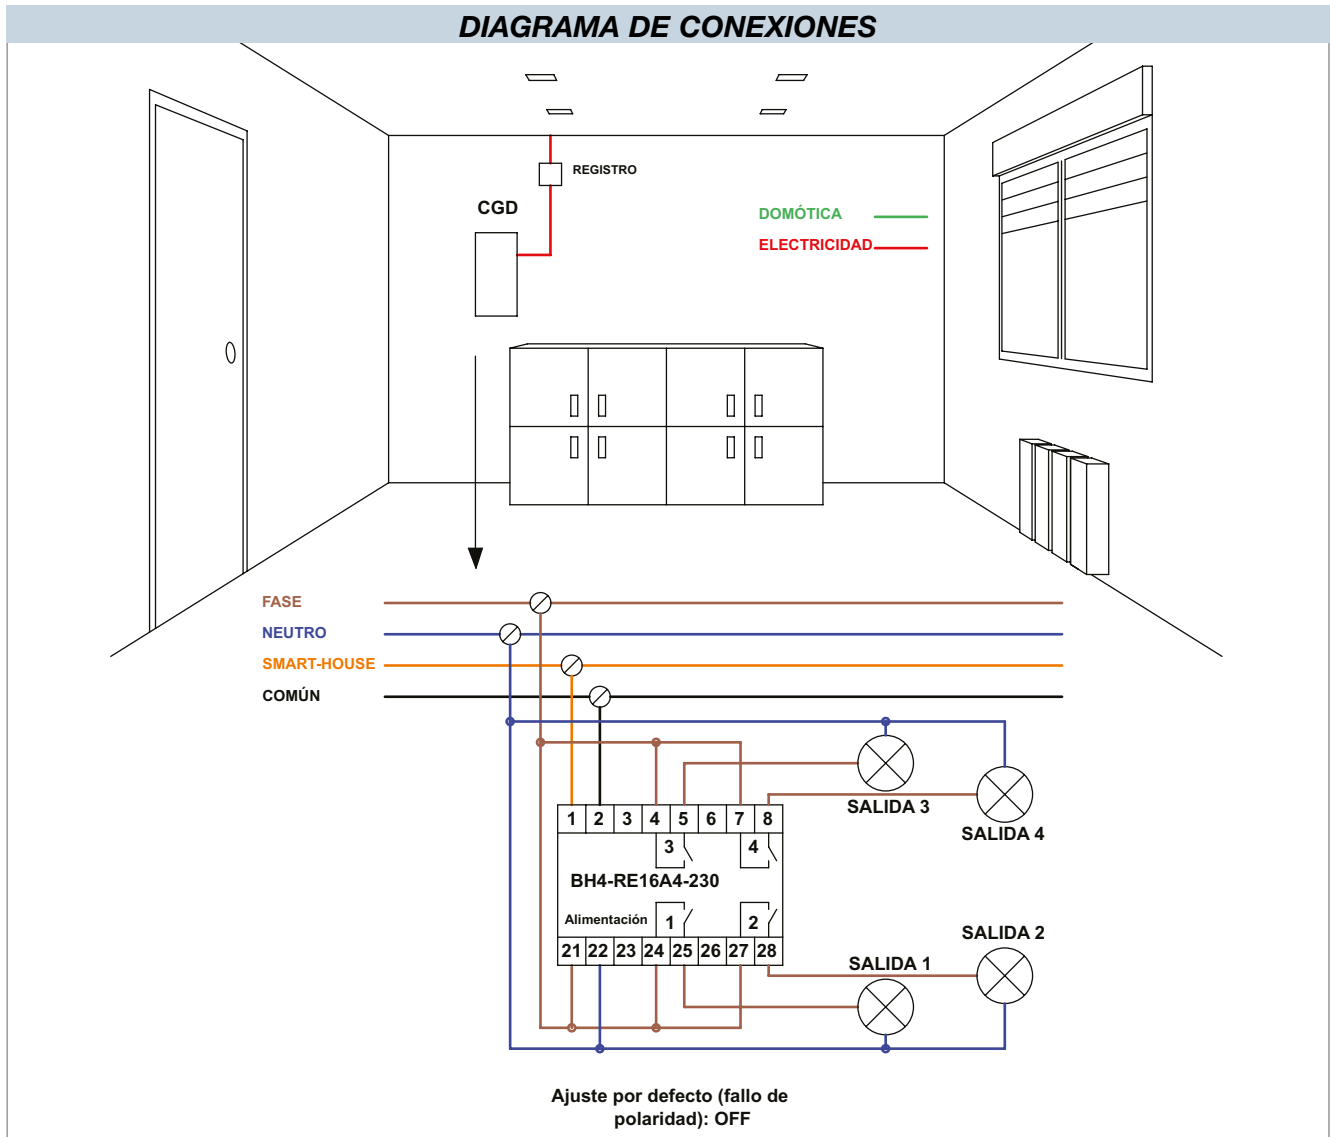 DIAGRAMA DE CONEXIONES
REGISTRO
CGD
DOMÓTICA
ELECTRICIDAD
FASE
NEUTRO
SMART-HOUSE
COMÚN
SALIDA 3
SALIDA 4
1 2 3 4 5 6 7 8
3 4
BH4-RE16A4-230
Alimentación 1 2
21 22 23 24 25 26 27 28
SALIDA 2
SALIDA 1
Ajuste por defecto (fallo de
polaridad): OFF